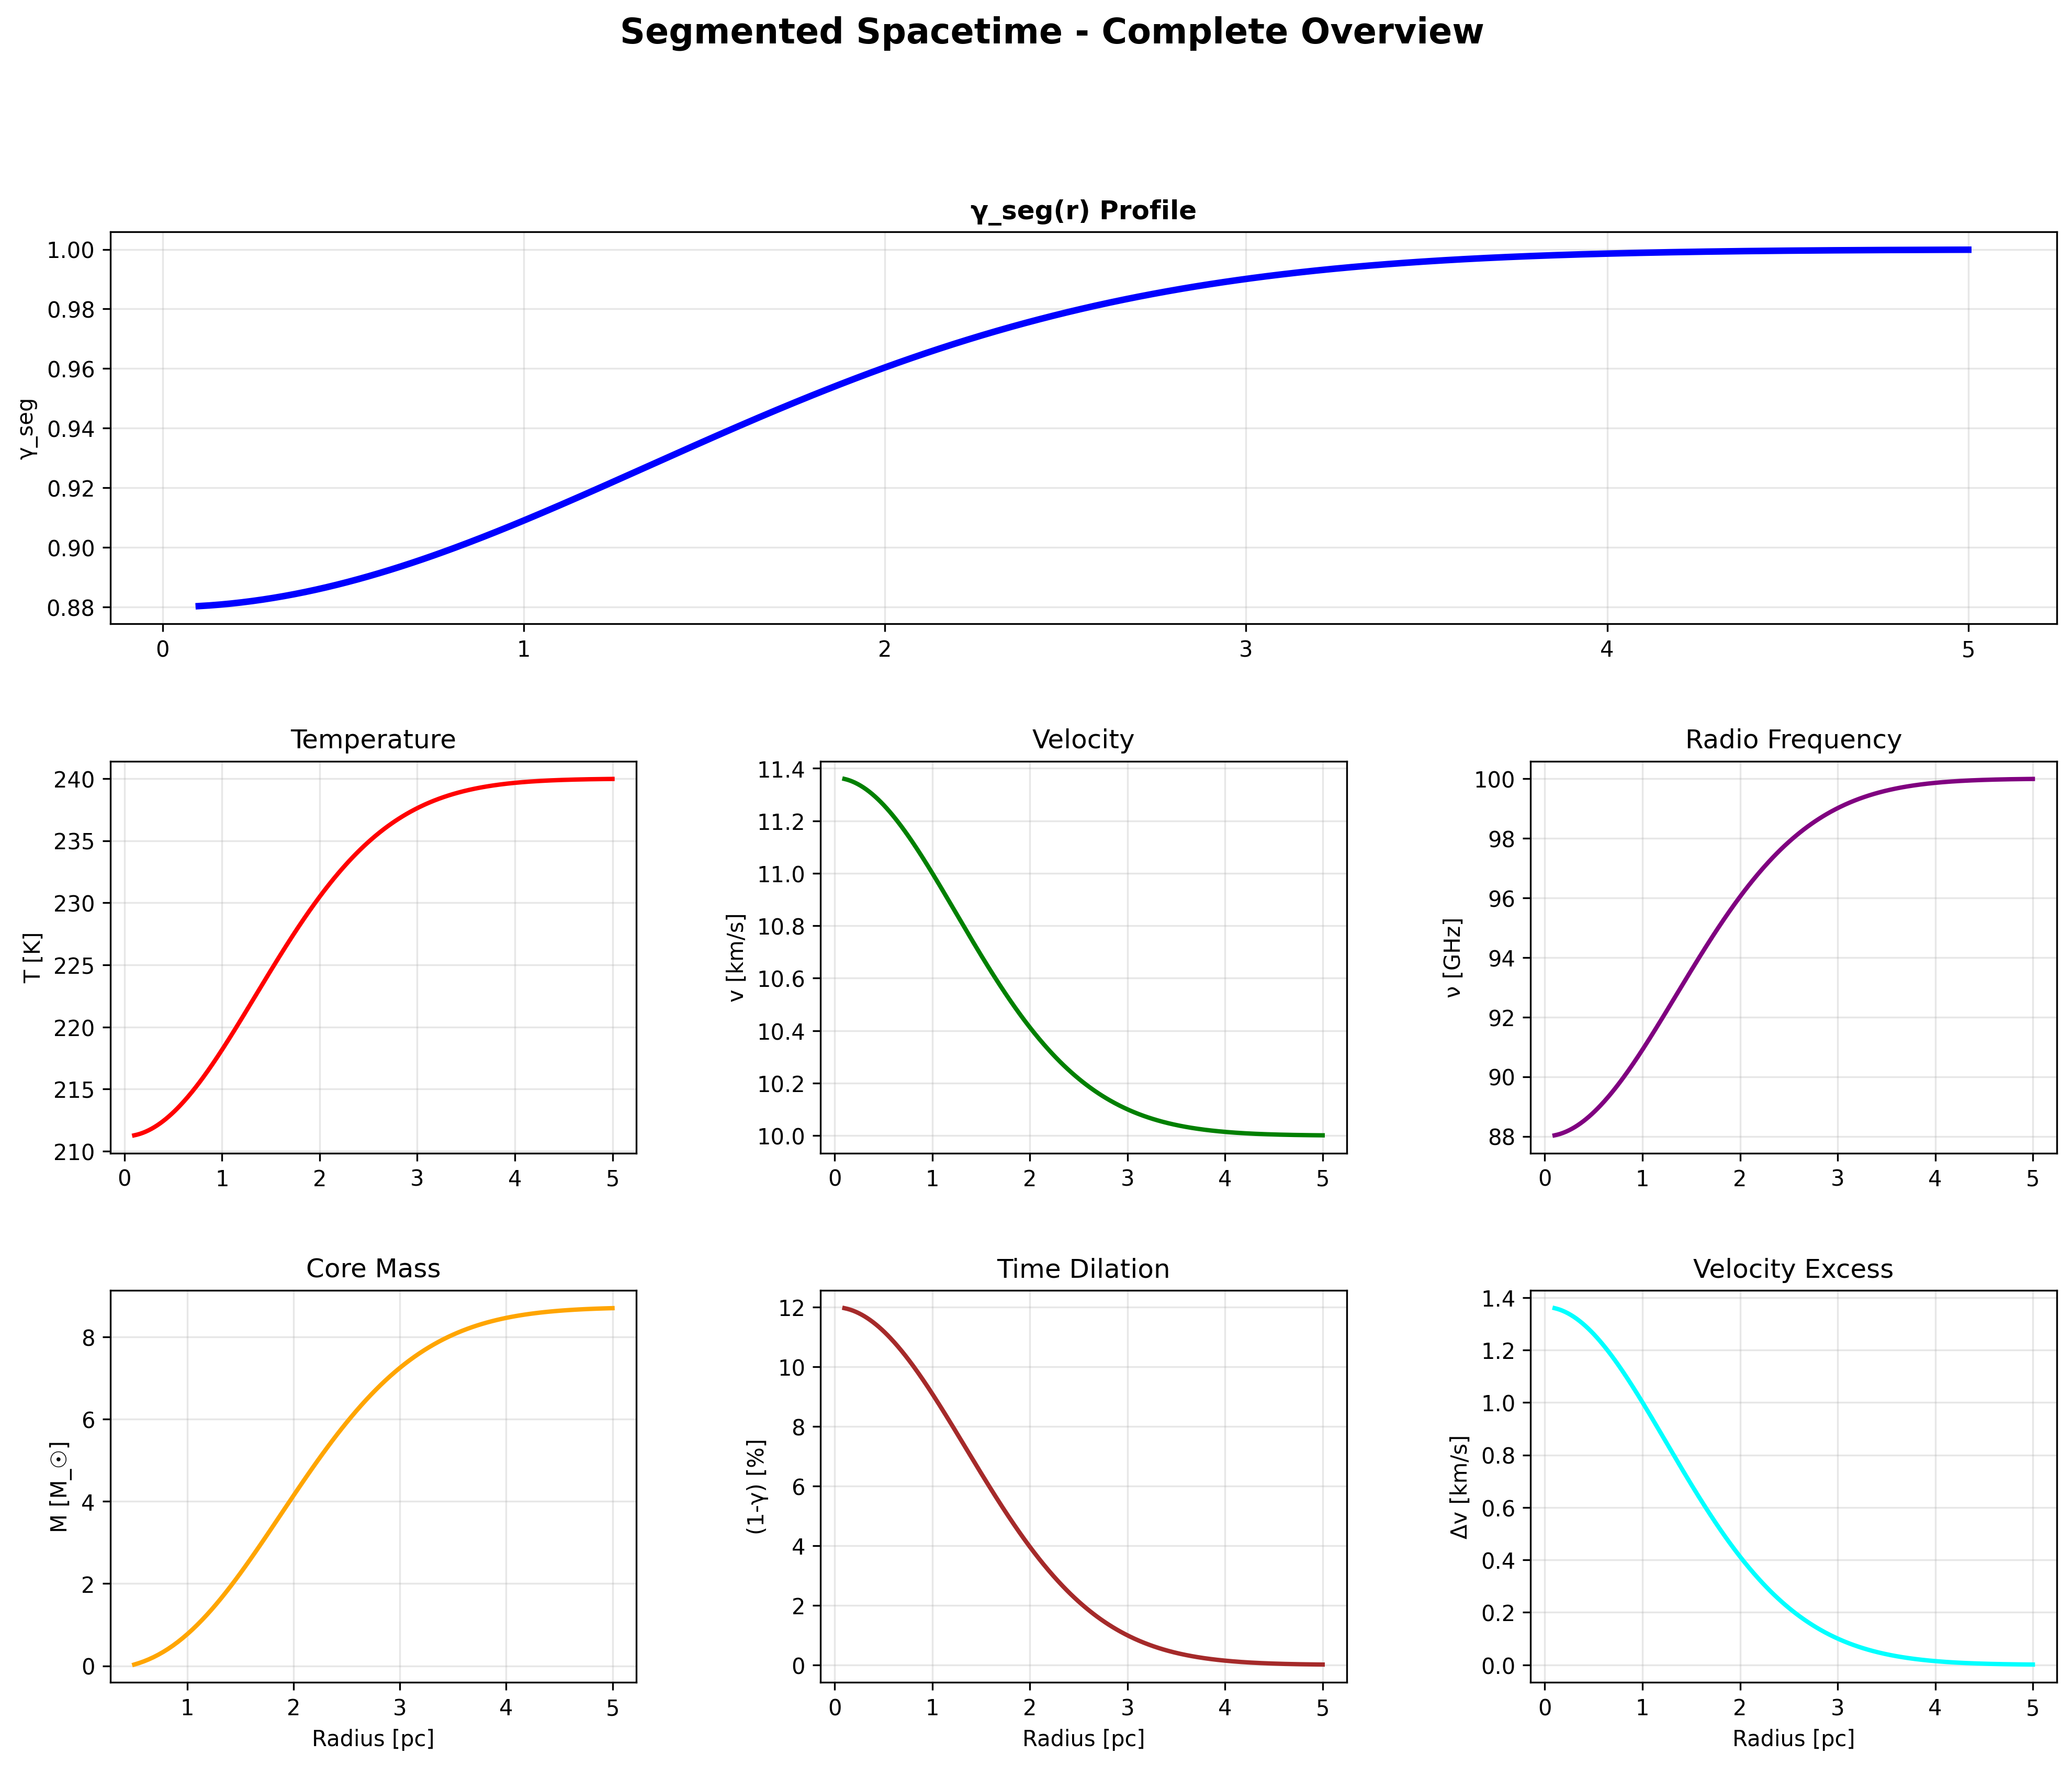 Segmented Spacetime - Complete Overview
γ_seg(r) Profile
γ_seg
1.00
0.98
0.96
0.94
0.92
0.90
0.88
0 1 2 3 4 5
Temperature
T [K]
240
235
230
225
220
215
210
0 1 2 3 4 5
Velocity
v [km/s]
11.4
11.2
11.0
10.8
10.6
10.4
10.2
10.0
0 1 2 3 4 5
Radio Frequency
ν [GHz]
100
98
96
94
92
90
88
0 1 2 3 4 5
Core Mass
M [M_☉]
8
6
4
2
0
1 2 3 4 5
Radius [pc]
Time Dilation
(1-γ) [%]
12
10
8
6
4
2
0
0 1 2 3 4 5
Radius [pc]
Velocity Excess
Δv [km/s]
1.4
1.2
1.0
0.8
0.6
0.4
0.2
0.0
0 1 2 3 4 5
Radius [pc]